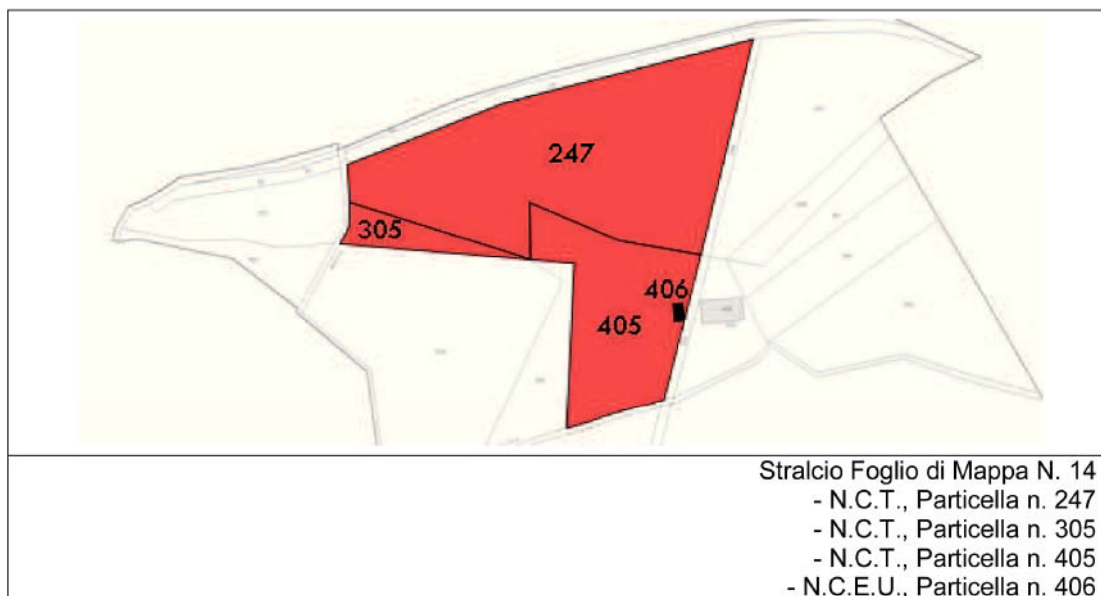 247
305
406
405
Stralcio Foglio di Mappa N. 14
- N.C.T., Particella n. 247
- N.C.T., Particella n. 305
- N.C.T., Particella n. 405
- N.C.E.U., Particella n. 406